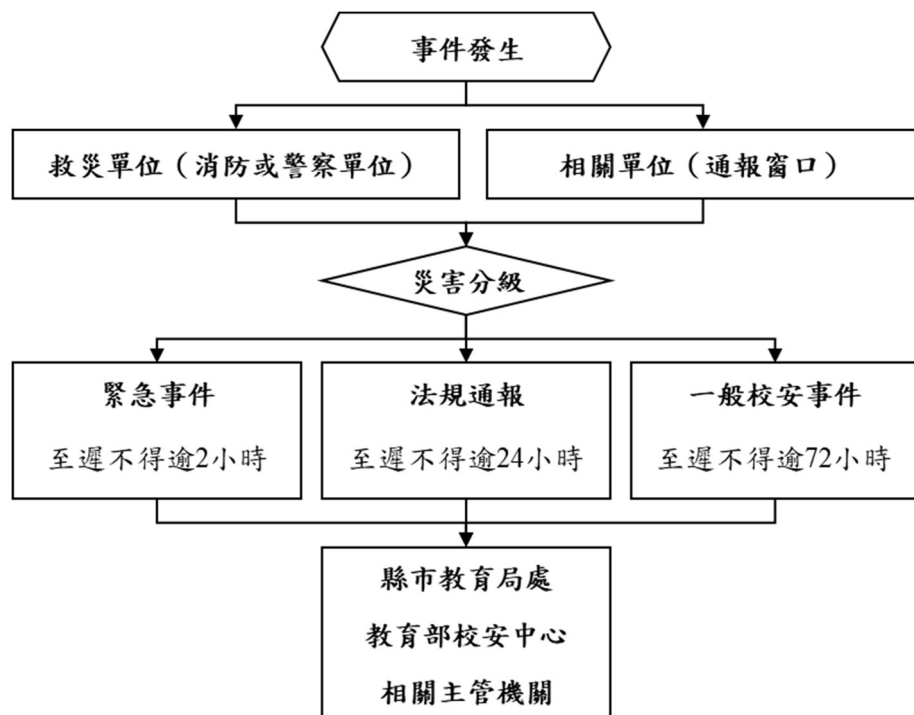 事件發生
救災單位（消防或警察單位）
相關單位（通報窗口）
災害分級
緊急事件
至遲不得逾2小時
法規通報
至遲不得逾24小時
一般校安事件
至遲不得逾72小時
縣市教育局處
教育部校安中心
相關主管機關